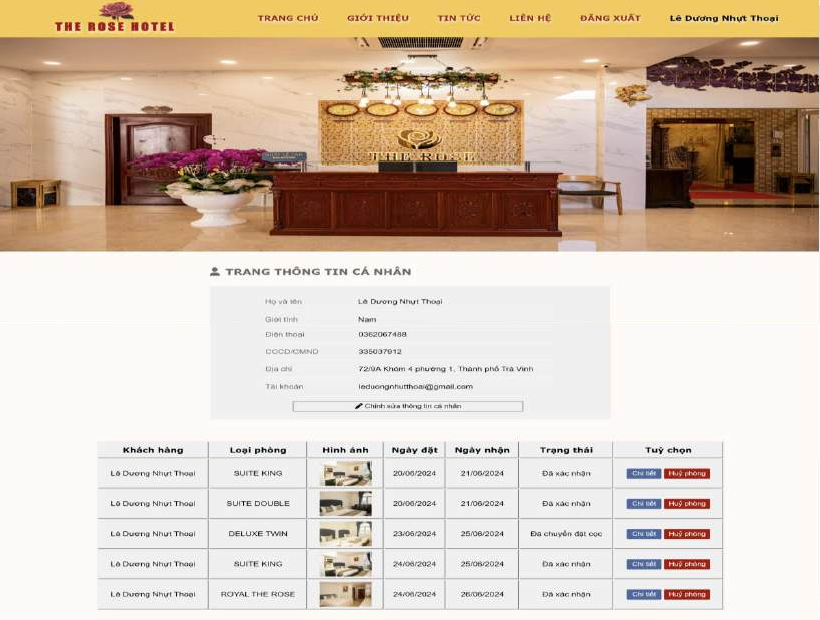 THE ROSE HOTEL
TRANG CHỦ GIỚI THIỆU TIN TỨC LIÊN HỆ ĐĂNG XUẤT Lê Dương Nhựt Thoại
THE ROSE
TRANG THÔNG TIN CÁ NHÂN
Họ và tên Lê Dương Nhựt Thoại
Giới tính Nam
Điện thoại 0362067488
CCCD/CMND 335037912
Địa chỉ 72/9A Khóm 4 phường 1, Thành phố Trà Vinh
Tài khoản leduongnhutthoai@gmail.com
Chỉnh sửa thông tin cá nhân
Khách hàng Loại phòng Hình ảnh Ngày đặt Ngày nhận Trạng thái Tuỳ chọn
Lê Dương Nhựt Thoại SUITE KING 20/06/2024 21/06/2024 Đã xác nhận Chi tiết Huỷ phòng
Lê Dương Nhựt Thoại SUITE DOUBLE 20/06/2024 21/06/2024 Đã xác nhận Chi tiết Huỷ phòng
Lê Dương Nhựt Thoại DELUXE TWIN 23/06/2024 25/06/2024 Đã chuyển đặt cọc Chi tiết Huỷ phòng
Lê Dương Nhựt Thoại SUITE KING 24/06/2024 25/06/2024 Đã xác nhận Chi tiết Huỷ phòng
Lê Dương Nhựt Thoại ROYAL THE ROSE 24/06/2024 26/06/2024 Đã xác nhận Chi tiết Huỷ phòng